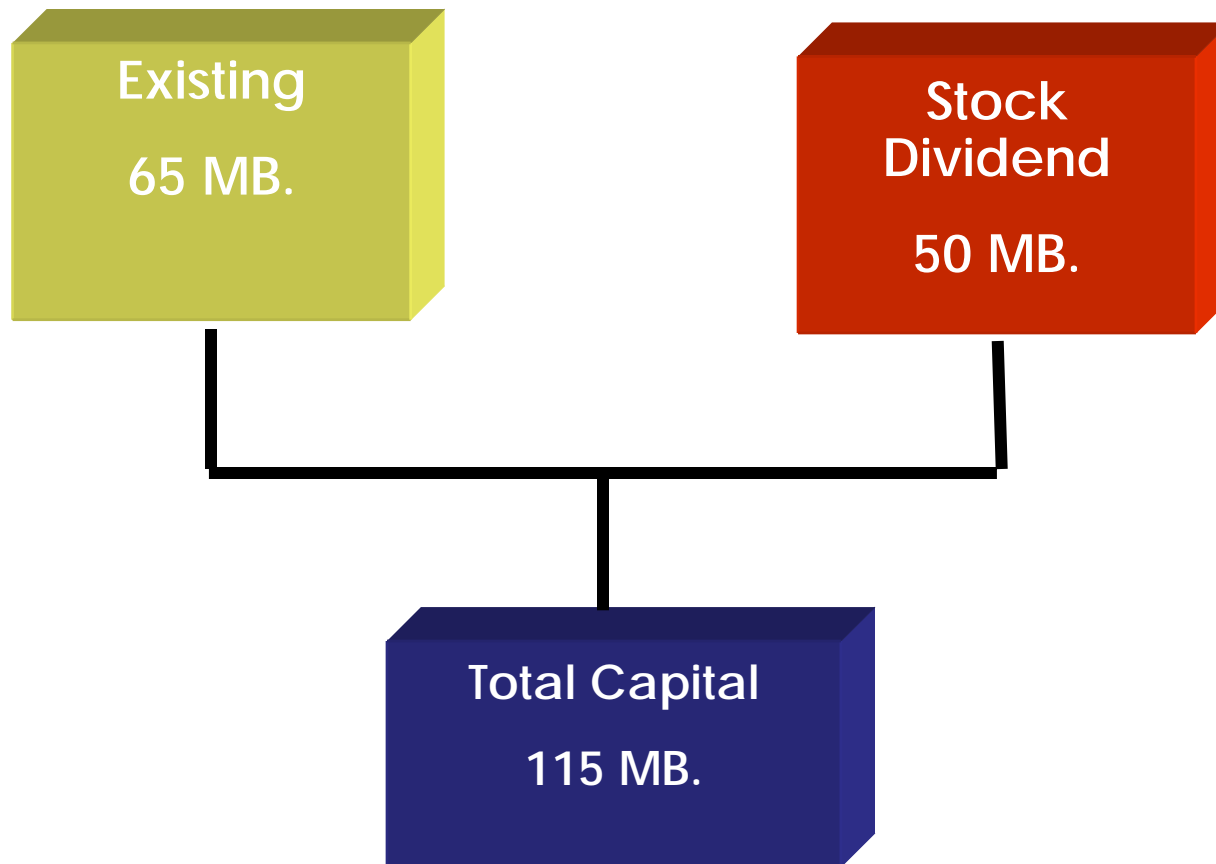 Existing
65 MB.
Stock
Dividend
50 MB.
Total Capital
115 MB.